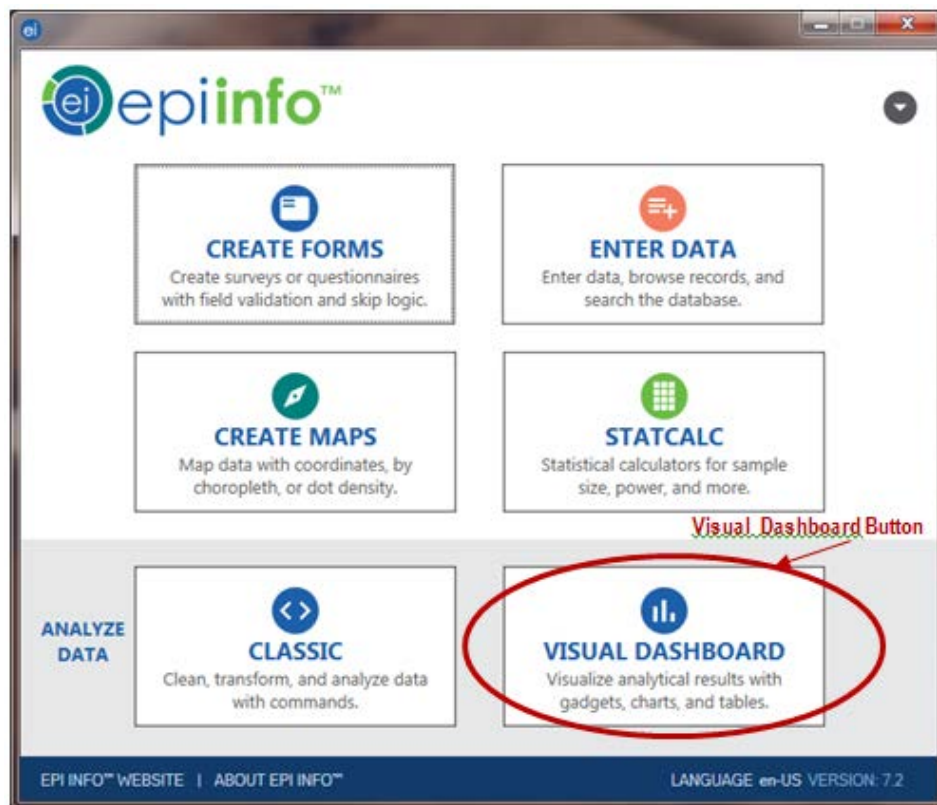 ei
ei epiinfo™
CREATE FORMS
Create surveys or questionnaires
with field validation and skip logic.
ENTER DATA
Enter data, browse records, and
search the database.
CREATE MAPS
Map data with coordinates, by
choropleth, or dot density.
STATCALC
Statistical calculators for sample
size, power, and more.
Visual Dashboard Button
ANALYZE
DATA
CLASSIC
Clean, transform, and analyze data
with commands.
VISUAL DASHBOARD
Visualize analytical results with
gadgets, charts, and tables.
EPI INFO™ WEBSITE | ABOUT EPI INFO™
LANGUAGE en-US VERSION: 7.2